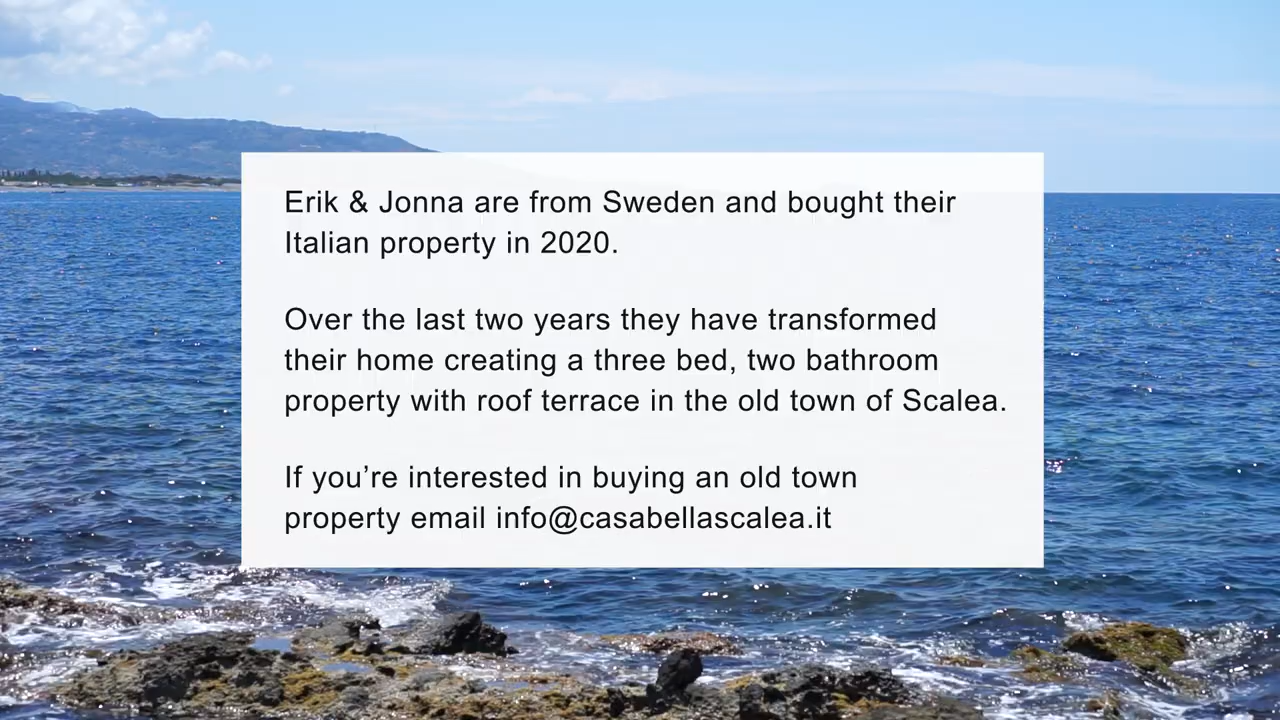 Erik & Jonna are from Sweden and bought their
Italian property in 2020.
Over the last two years they have transformed
their home creating a three bed, two bathroom
property with roof terrace in the old town of Scalea.
If you’re interested in buying an old town
property email info@casabellascalea.it